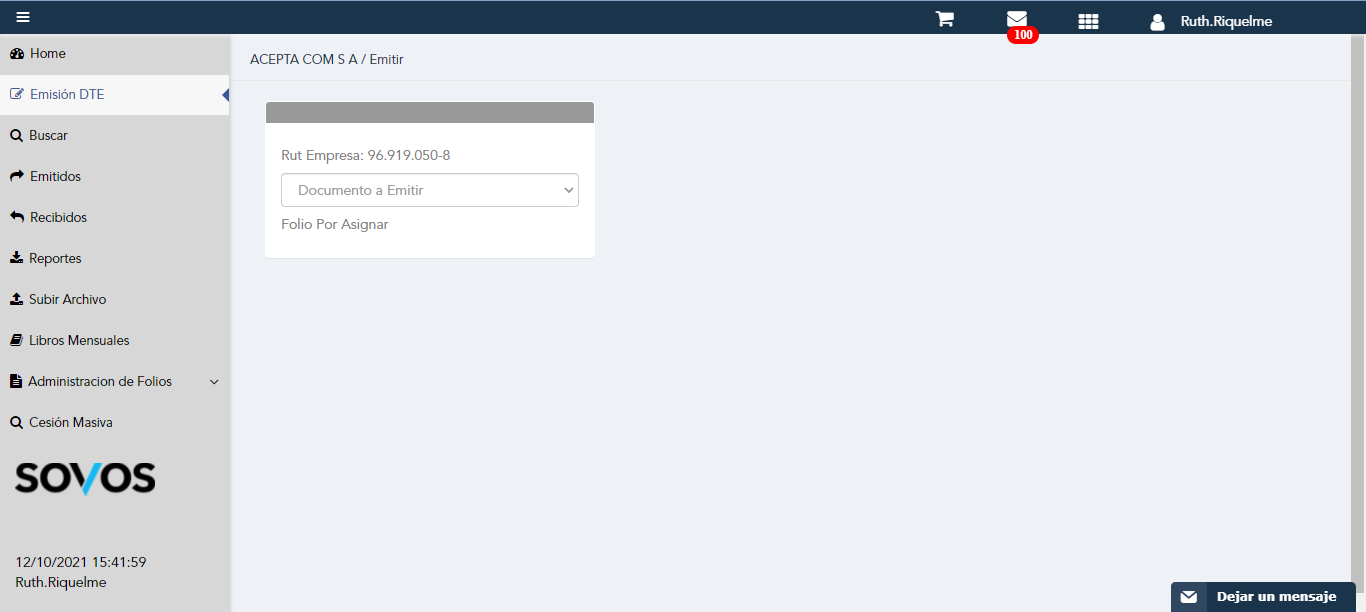 100
Ruth.Riquelme
Home
Emisión DTE
Buscar
Emitidos
Recibidos
Reportes
Subir Archivo
Libros Mensuales
Administracion de Folios
Cesión Masiva
SOVOS
12/10/2021 15:41:59
Ruth.Riquelme
ACEPTA COM S A / Emitir
Rut Empresa: 96.919.050-8
Documento a Emitir
Folio Por Asignar
Dejar un mensaje